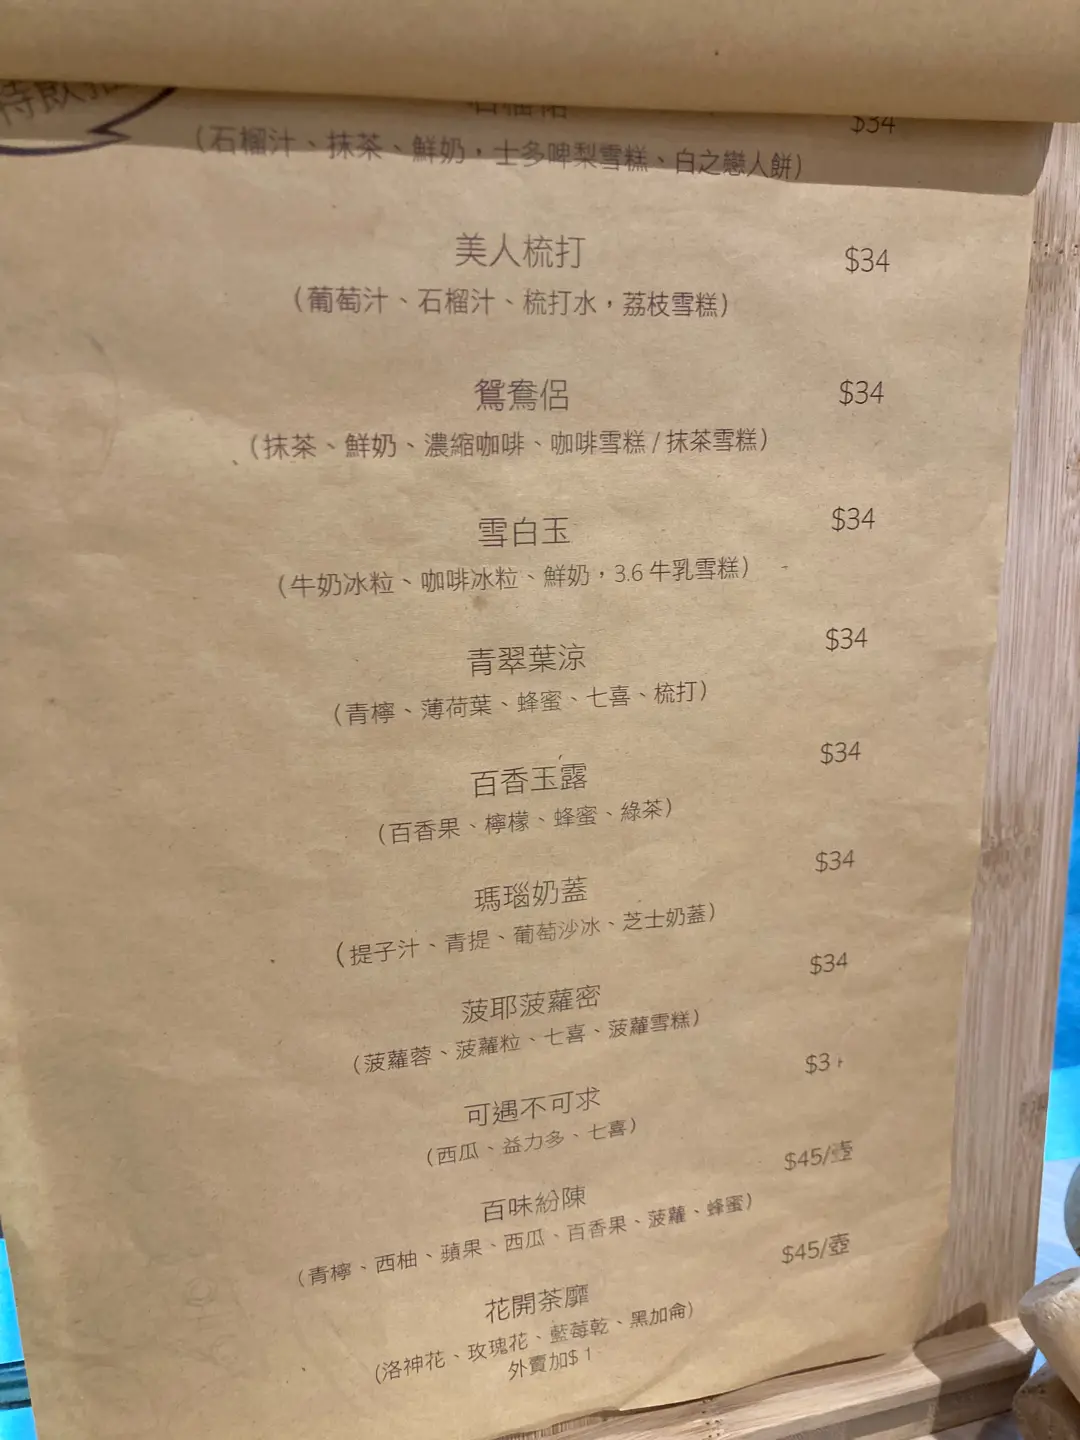 特飲推
石榴
$34
（石榴汁、抹茶、鮮奶，士多啤梨雪糕、白之戀人餅）
美人梳打 $34
（葡萄汁、石榴汁、梳打水，荔枝雪糕）
鴛鴦侶 $34
（抹茶、鮮奶、濃縮咖啡、咖啡雪糕 / 抹茶雪糕）
雪白玉 $34
（牛奶冰粒、咖啡冰粒、鮮奶，3.6 牛乳雪糕）
青翠葉涼 $34
（青檸、薄荷葉、蜂蜜、七喜、梳打）
百香玉露 $34
（百香果、檸檬、蜂蜜、綠茶）
瑪瑙奶蓋 $34
（提子汁、青提、葡萄沙冰、芝士奶蓋）
菠耶菠蘿密 $34
（菠蘿蓉、菠蘿粒、七喜、菠蘿雪糕）
可遇不可求 $3
（西瓜、益力多、七喜）
百味紛陳 $45/壺
（青檸、西柚、蘋果、西瓜、百香果、菠蘿、蜂蜜）
花開荼靡 $45/壺
（洛神花、玫瑰花、藍莓乾、黑加侖）
外賣加$ 1